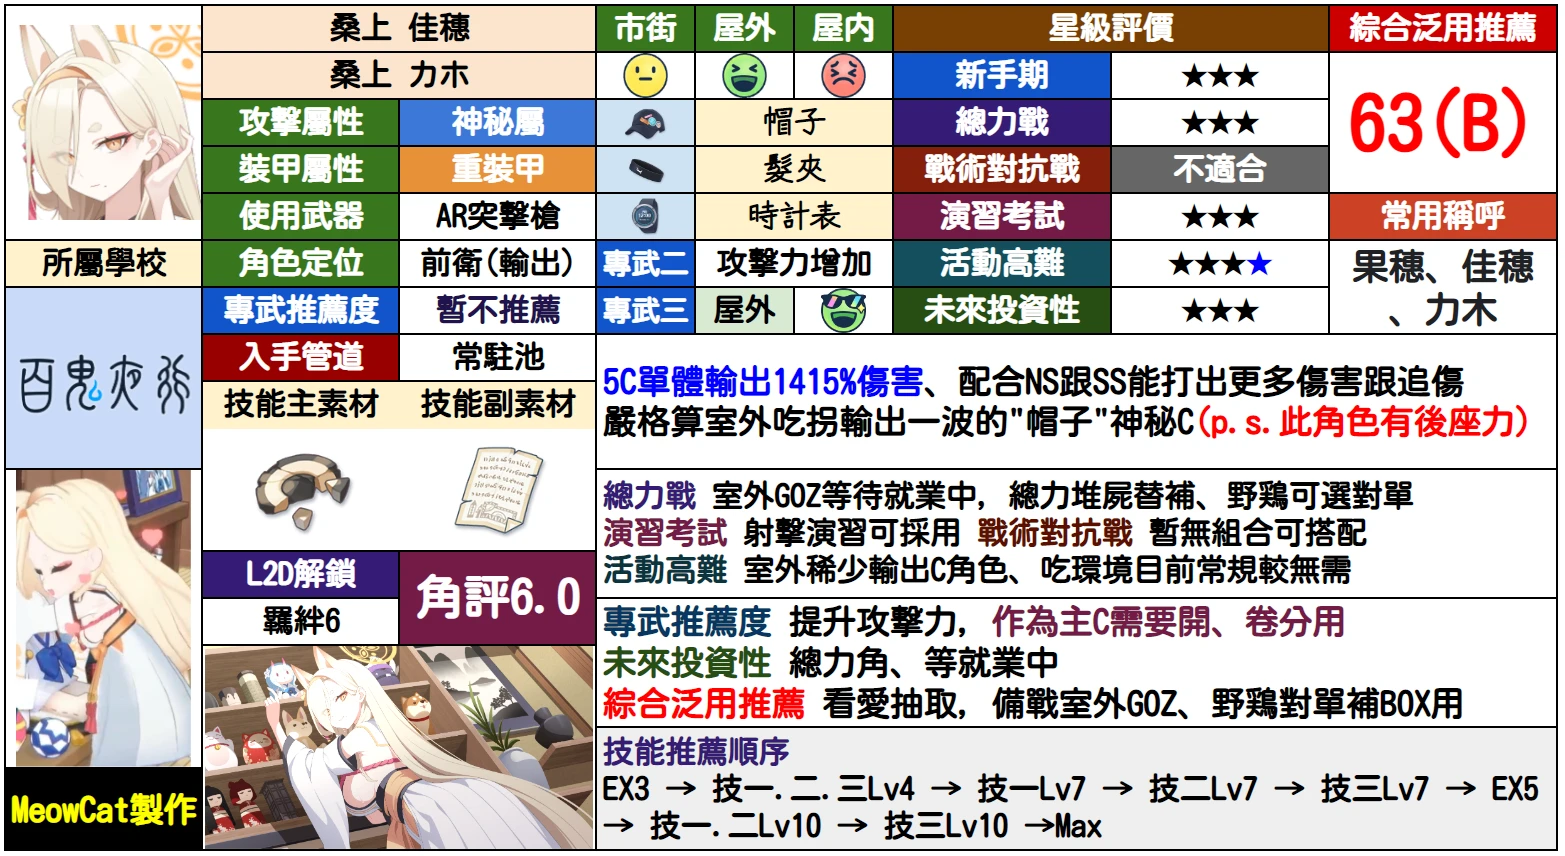 桑上 佳穗
桑上 カホ
市街
屋外
屋內
星級評價
綜合泛用推薦
新手期
★★★
63(B)
攻擊屬性
神秘屬
帽子
總力戰
★★★
裝甲屬性
重裝甲
髮夾
戰術對抗戰
不適合
使用武器
AR突擊槍
時計表
演習考試
★★★
常用稱呼
所屬學校
角色定位
前衛(輸出)
專武二
攻擊力增加
活動高難
★★★★
果穗、佳穗
、力木
百鬼夜行
專武推薦度
暫不推薦
專武三
屋外
未來投資性
★★★
入手管道
常駐池
技能主素材
技能副素材
5C單體輸出1415%傷害、配合NS跟SS能打出更多傷害跟追傷
嚴格算室外吃拐輸出一波的"帽子"神秘C(p.s.此角色有後座力)
總力戰 室外GOZ等待就業中, 總力堆屍替補、野鷄可選對單
演習考試 射擊演習可採用 戰術對抗戰 暫無組合可搭配
活動高難 室外稀少輸出C角色、吃環境目前常規較無需
L2D解鎖
羈絆6
角評6.0
專武推薦度 提升攻擊力, 作為主C需要開、卷分用
未來投資性 總力角、等就業中
綜合泛用推薦 看愛抽取, 備戰室外GOZ、野鷄對單補BOX用
技能推薦順序
EX3 → 技一.二.三Lv4 → 技一Lv7 → 技二Lv7 → 技三Lv7 → EX5
→ 技一.二Lv10 → 技三Lv10 →Max
MeowCat製作